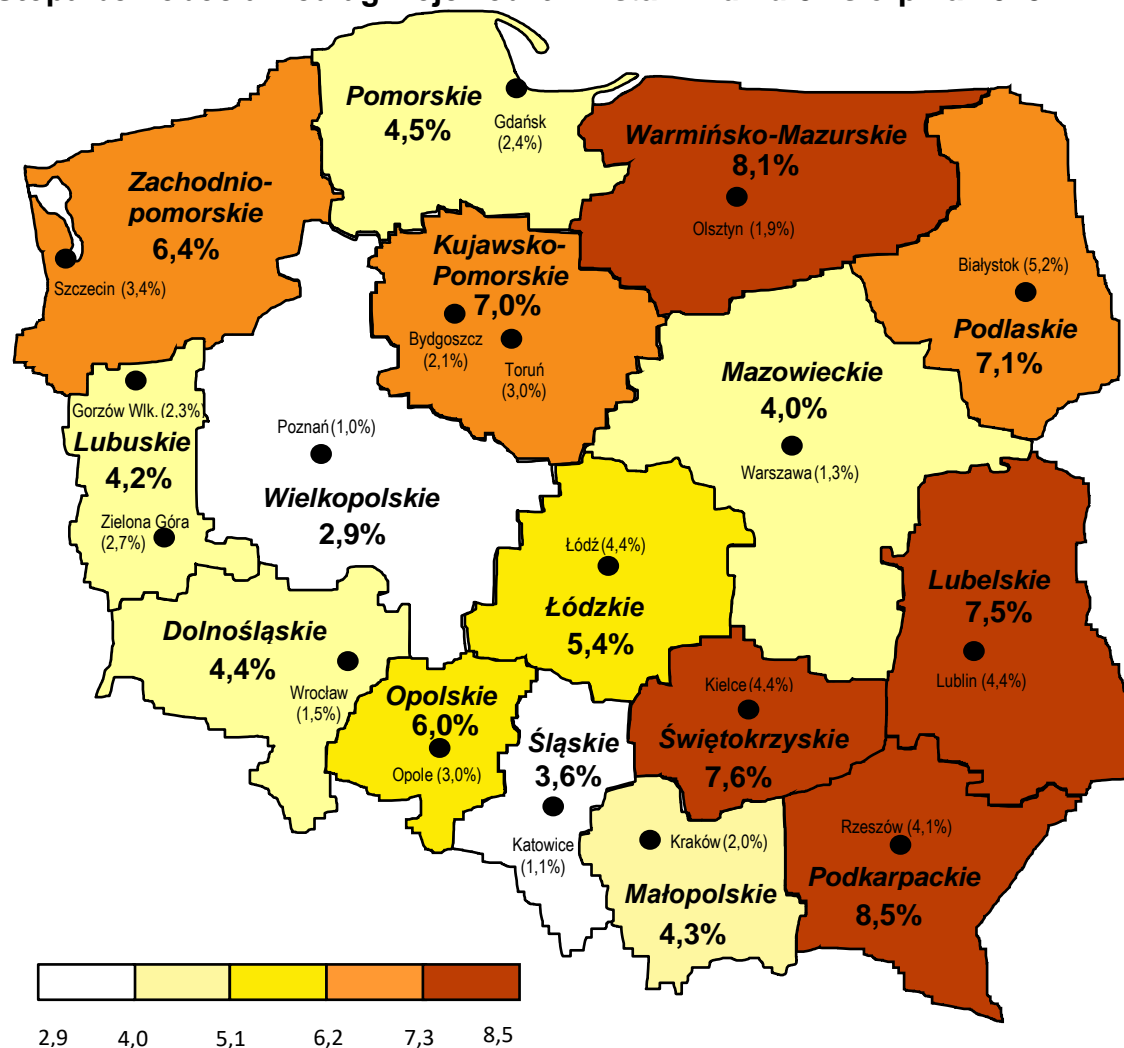 Pomorskie
4,5%
Gdańsk
(2,4%)
Warmińsko-Mazurskie
8,1%
Olsztyn (1,9%)
Zachodnio-
pomorskie
6,4%
Szczecin (3,4%)
Kujawsko-
Pomorskie
7,0%
Bydgoszcz
(2,1%)
Toruń
(3,0%)
Białystok (5,2%)
Podlaskie
7,1%
Mazowieckie
4,0%
Warszawa (1,3%)
Gorzów Wlk. (2,3%
Lubuskie
4,2%
Zielona Góra
(2,7%)
Poznań (1,0%)
Wielkopolskie
2,9%
Łódź (4,4%)
Łódzkie
5,4%
Lubelskie
7,5%
Lublin (4,4%)
Dolnośląskie
4,4%
Wrocław
(1,5%)
Opolskie
6,0%
Opole (3,0%)
Śląskie
3,6%
Katowice
(1,1%)
Kielce (4,4%)
Świętokrzyskie
7,6%
Kraków (2,0%)
Małopolskie
4,3%
Rzeszów (4,1%)
Podkarpackie
8,5%
2,9 4,0 5,1 6,2 7,3 8,5